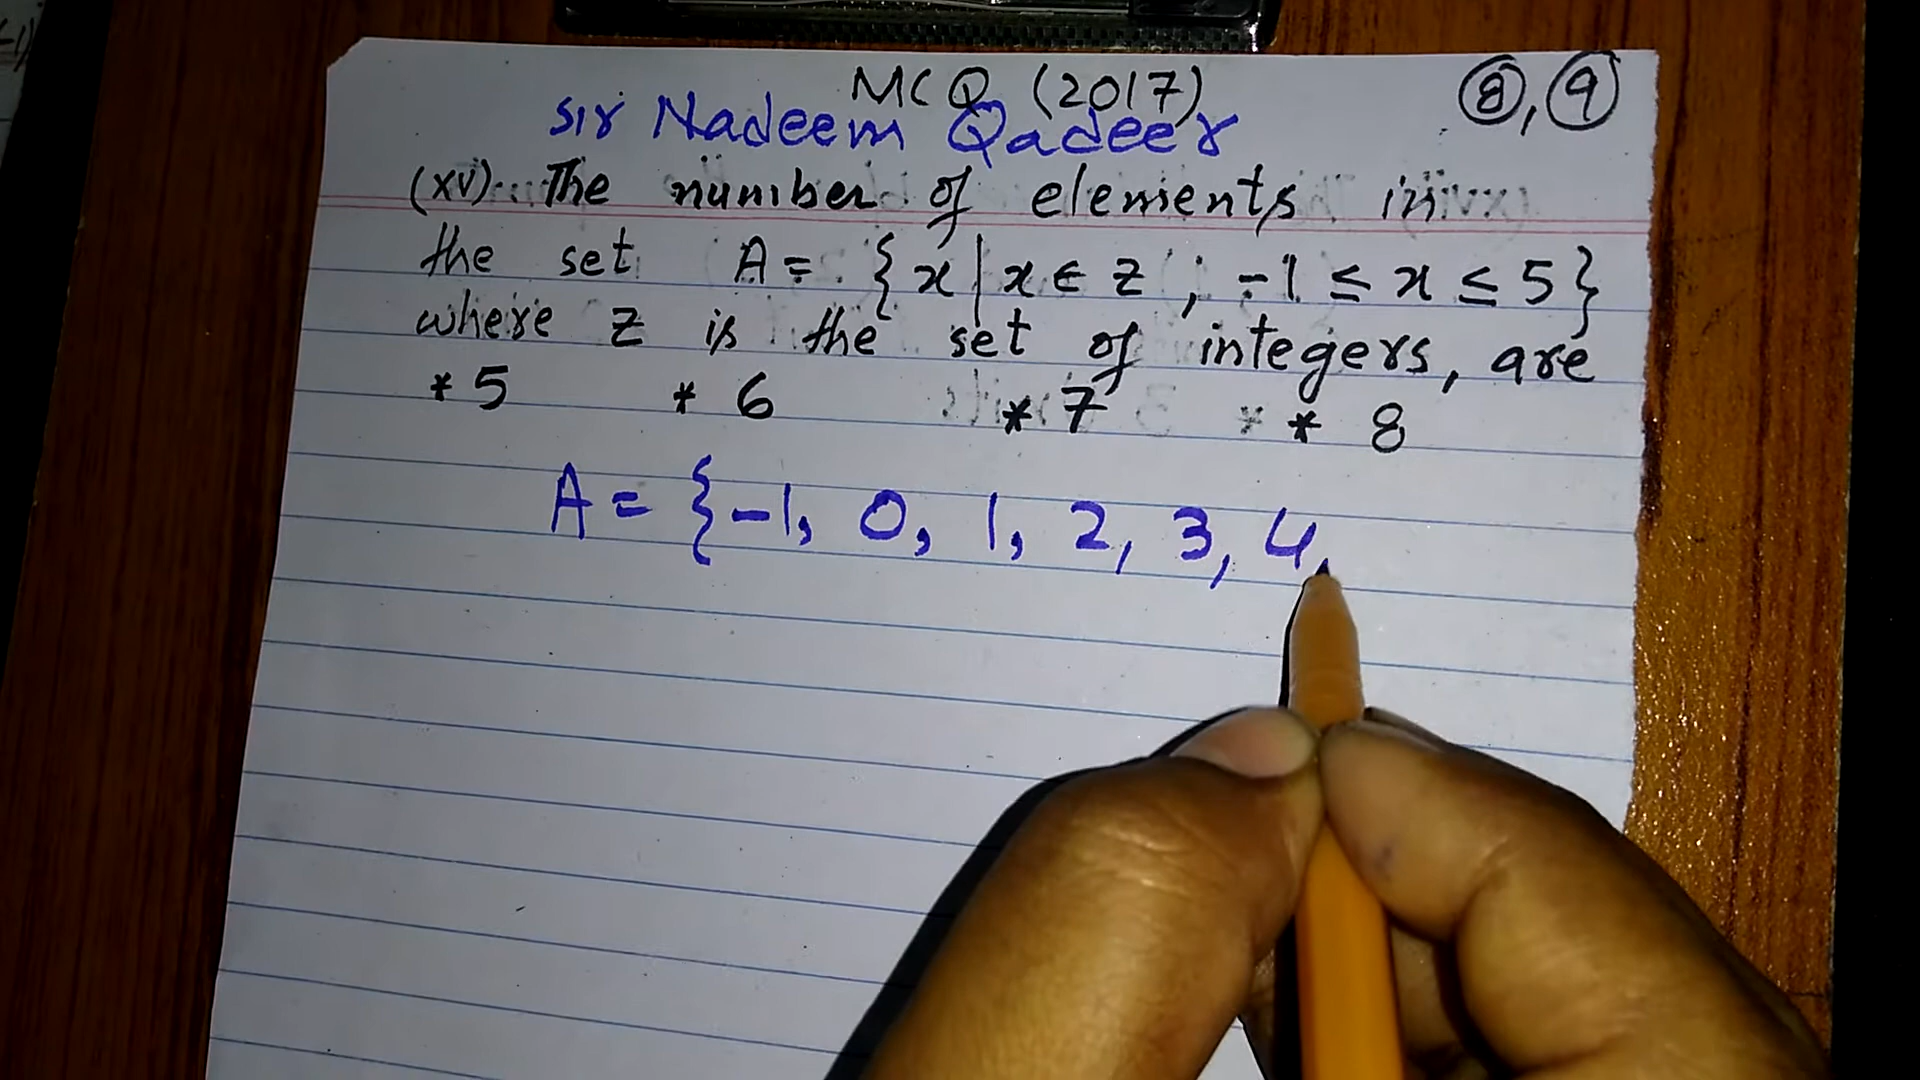 MCQ (2017)
8, 9
Sir Nadeem Qadeer
(xv). The number of elements in
the set A = {x | x ∈ z ; -1 ≤ x ≤ 5}
where z is the set of integers, are
* 5 * 6 * 7 * 8
A = {-1, 0, 1, 2, 3, 4,